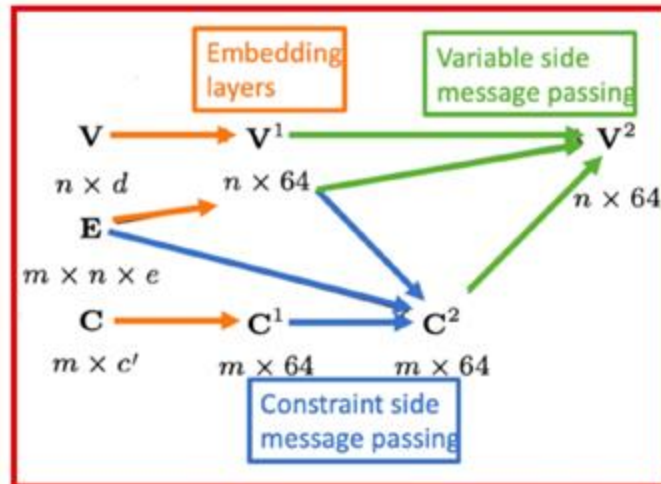 Embedding
layers
Variable side
message passing
V V¹ V²
n × d n × 64 n × 64
E
m × n × e
C C¹ C²
m × c′ m × 64 m × 64
Constraint side
message passing